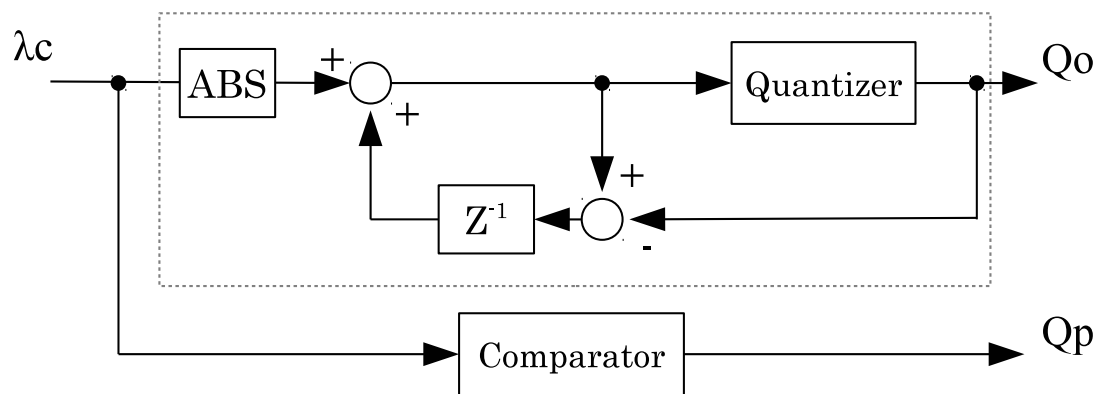 λc
ABS
+
+
Quantizer
Qo
+
-
Z⁻¹
Comparator
Qp